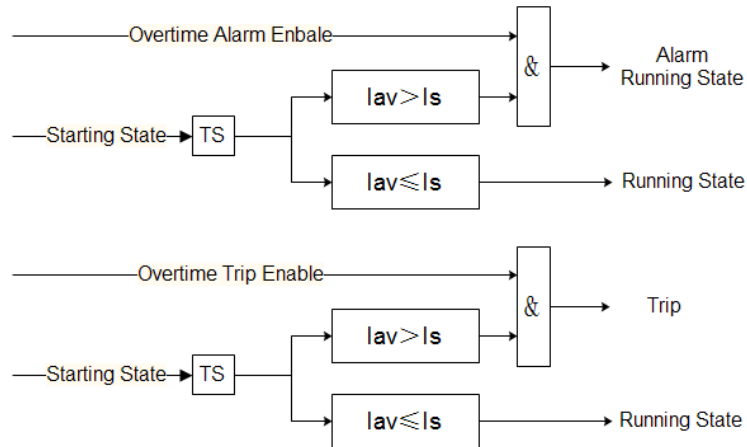 Overtime Alarm Enbale
&
Alarm
Running State
Iav>Is
Starting State
TS
Iav≤Is
Running State
Overtime Trip Enable
&
Trip
Iav>Is
Starting State
TS
Iav≤Is
Running State